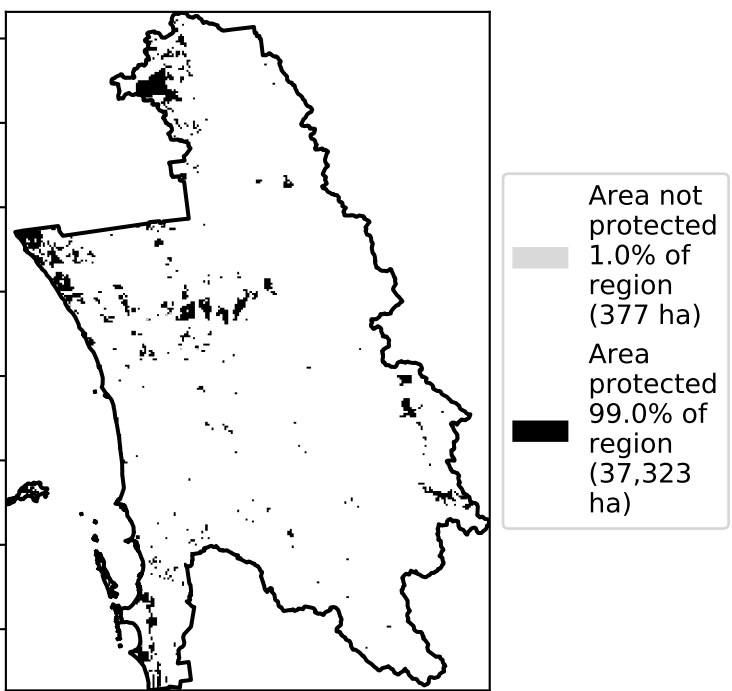 Area not
protected
1.0% of
region
(377 ha)
Area
protected
99.0% of
region
(37,323
ha)